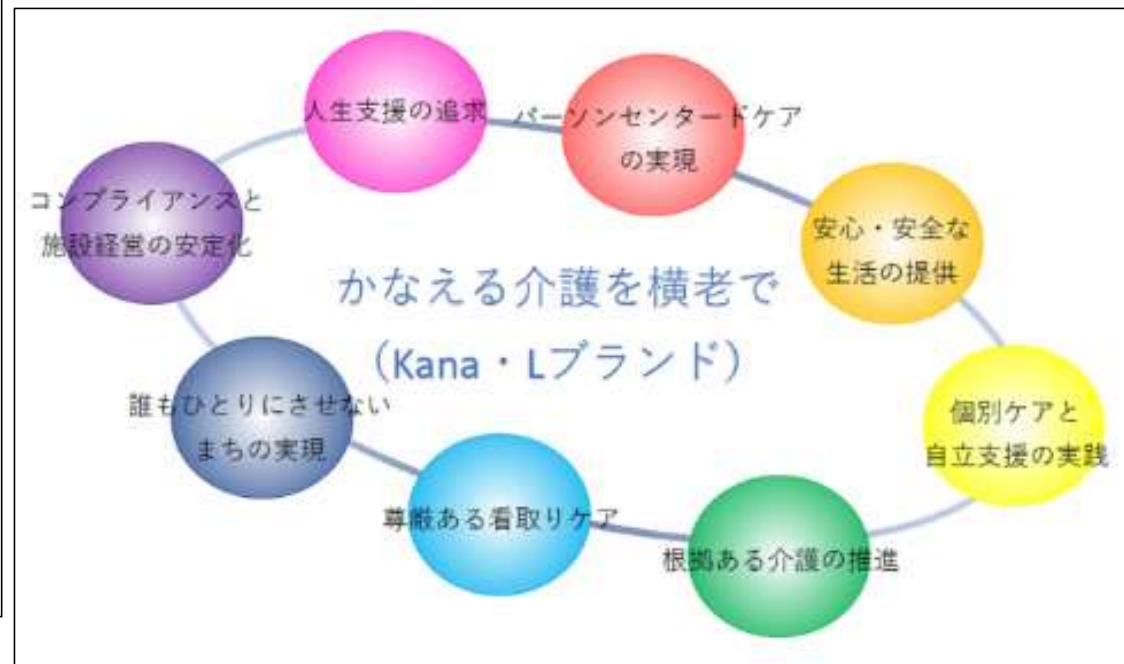 人生支援の追求
パーソンセンタードケア
の実現
安心・安全な
生活の提供
個別ケアと
自立支援の実践
根拠ある介護の推進
尊厳ある看取りケア
誰もひとりにさせない
まちの実現
コンプライアンスと
施設経営の安定化
かなえる介護を横老で
（Kana・Lブランド）